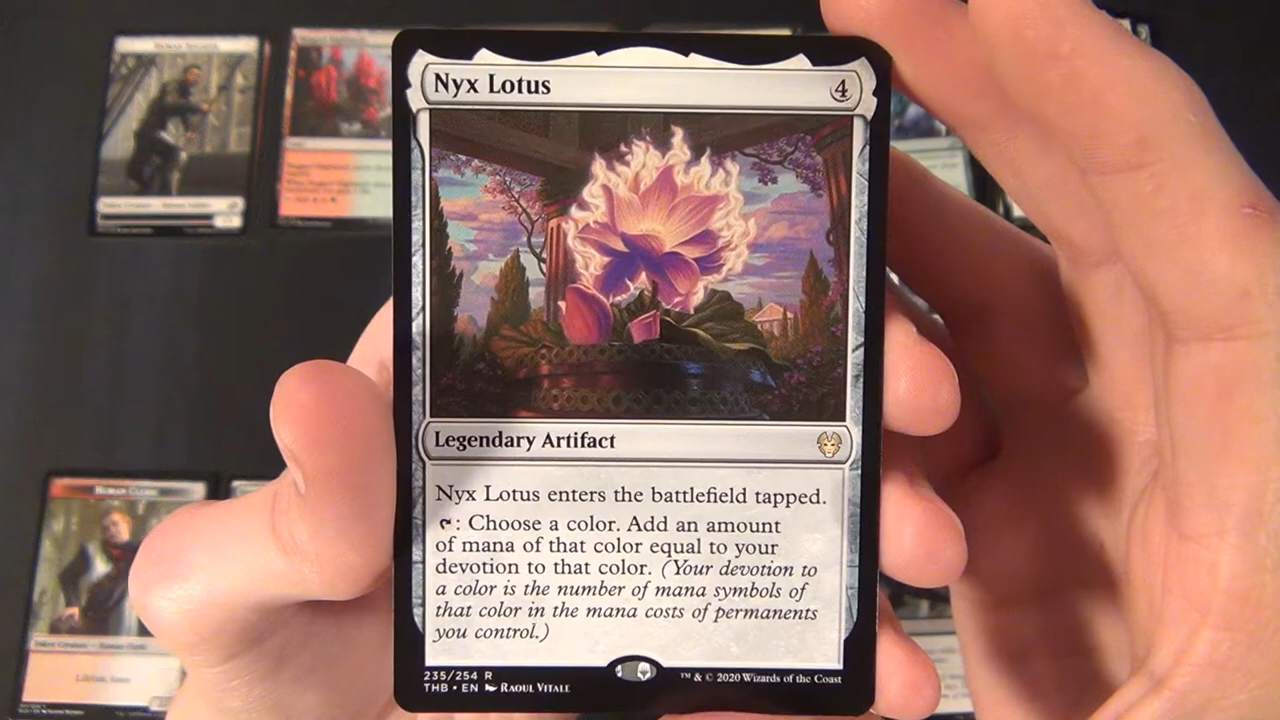 Nyx Lotus 4
Legendary Artifact
Nyx Lotus enters the battlefield tapped.
: Choose a color. Add an amount
of mana of that color equal to your
devotion to that color. (Your devotion to
a color is the number of mana symbols of
that color in the mana costs of permanents
you control.)
235/254 R
THB • EN Raoul Vitale
™ & © 2020 Wizards of the Coast
Human Cleric